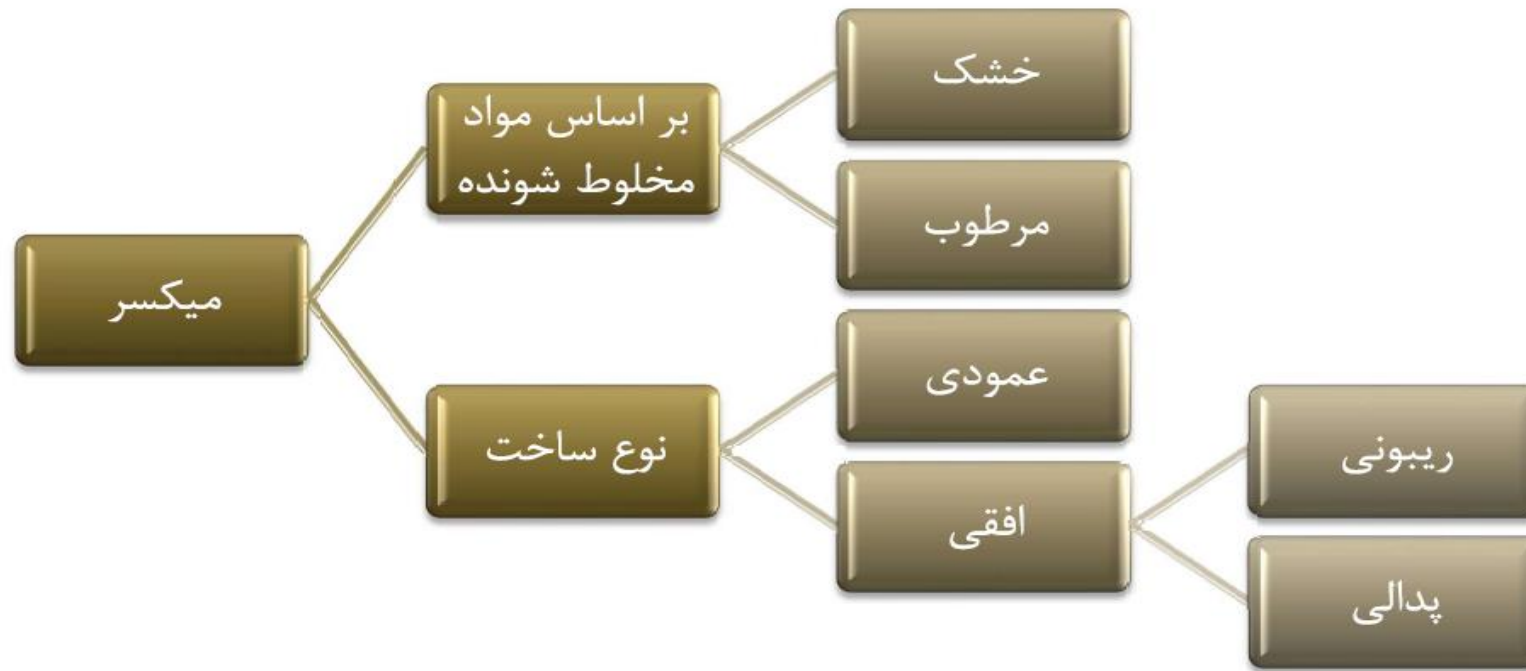 میکسر
بر اساس مواد
مخلوط شونده
خشک
مرطوب
نوع ساخت
عمودی
افقی
ریبونی
پدالی